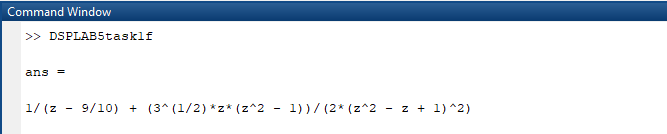 Command Window
>> DSPLAB5task1f
ans =
1/(z - 9/10) + (3^(1/2)*z*(z^2 - 1))/(2*(z^2 - z + 1)^2)